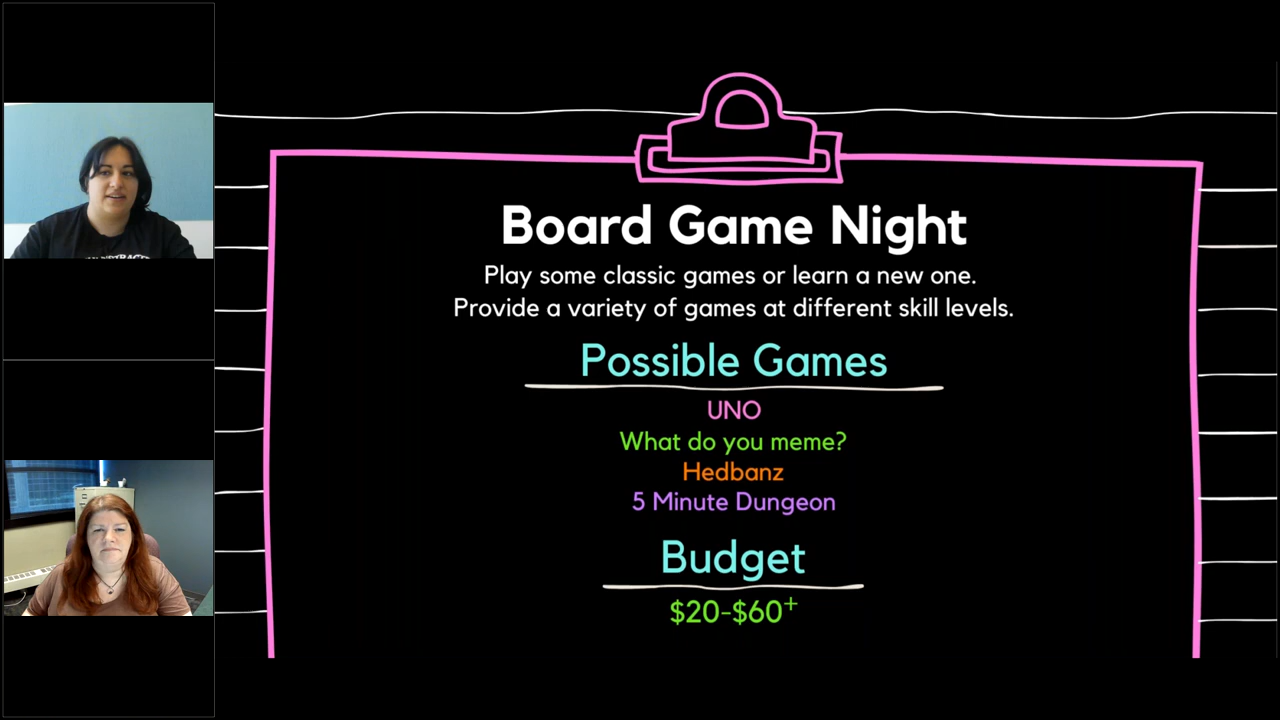 Board Game Night
Play some classic games or learn a new one.
Provide a variety of games at different skill levels.
Possible Games
UNO
What do you meme?
Hedbanz
5 Minute Dungeon
Budget
$20-$60+